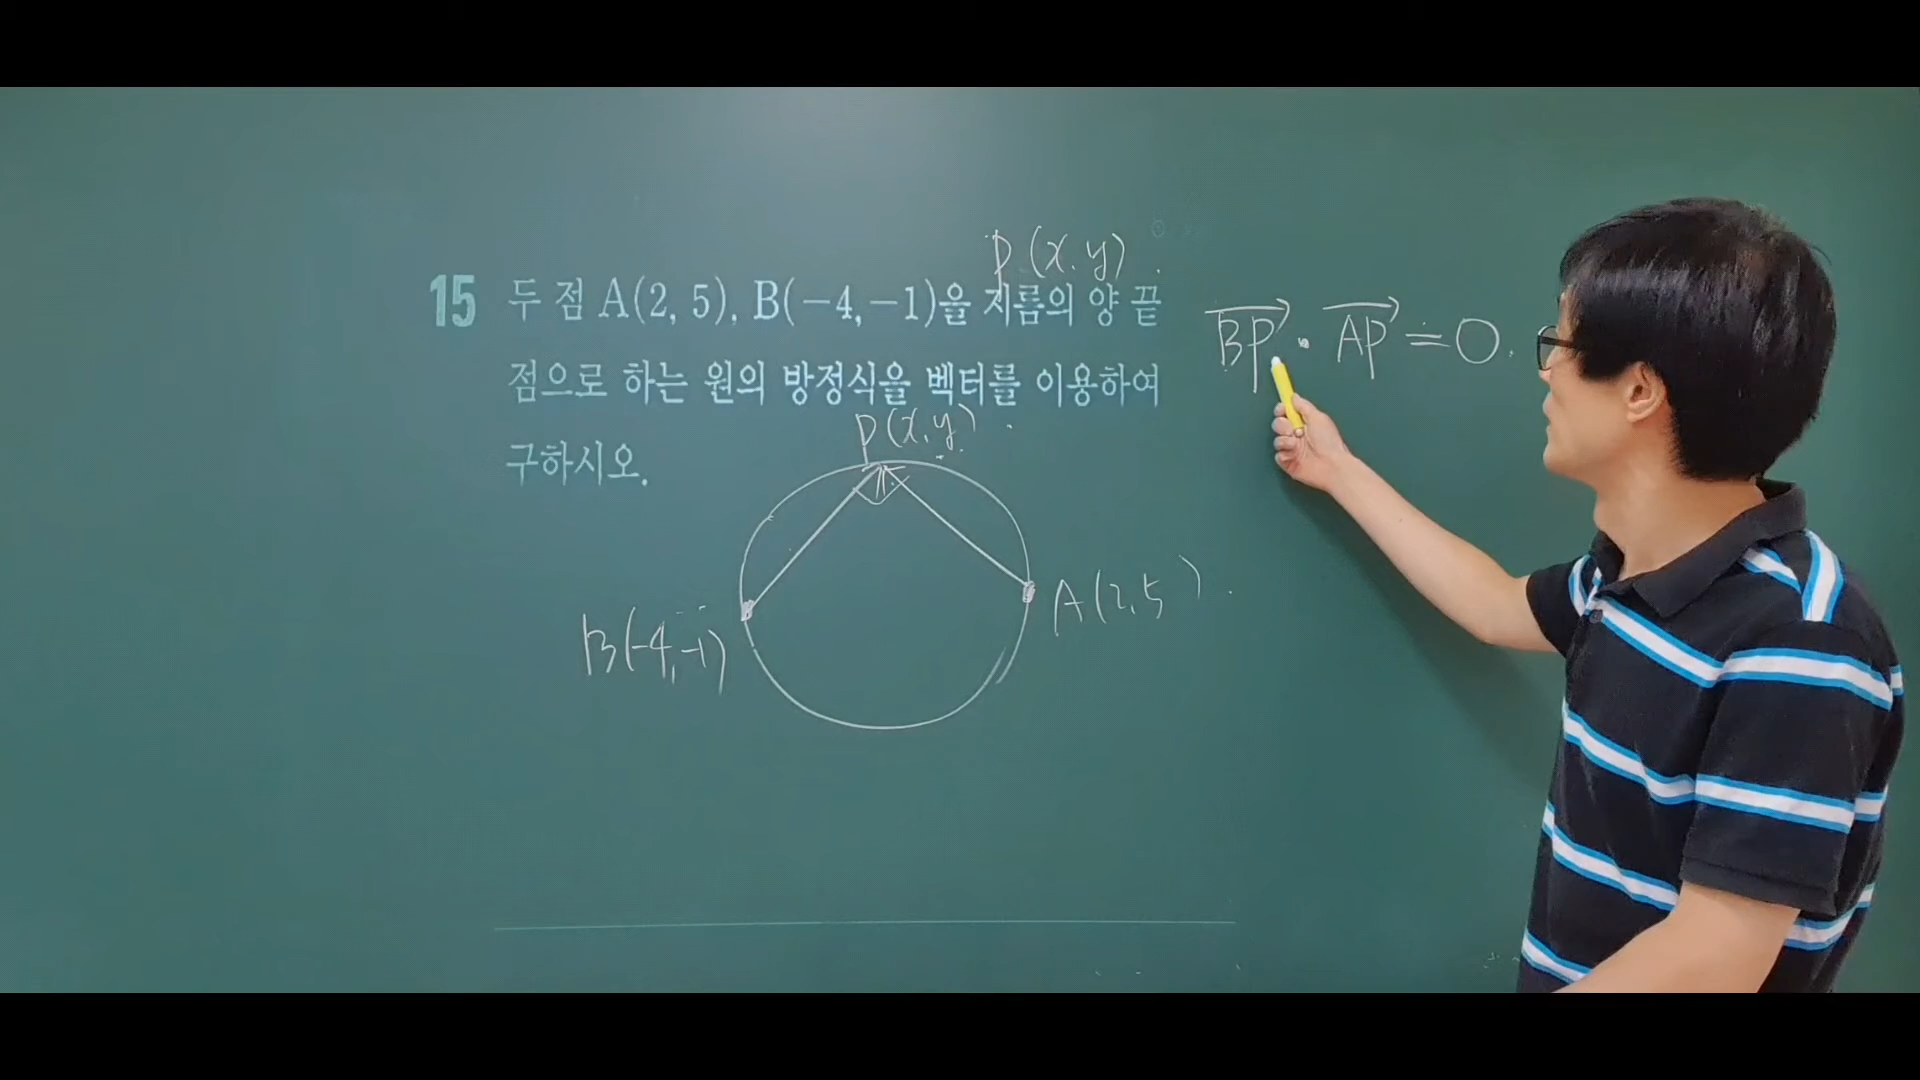 P(x,y)
15 두 점 A(2, 5), B(−4, −1)을 지름의 양 끝
점으로 하는 원의 방정식을 벡터를 이용하여
구하시오.
BP · AP = 0.
P(x,y)
A(2,5)
B(-4,-1)